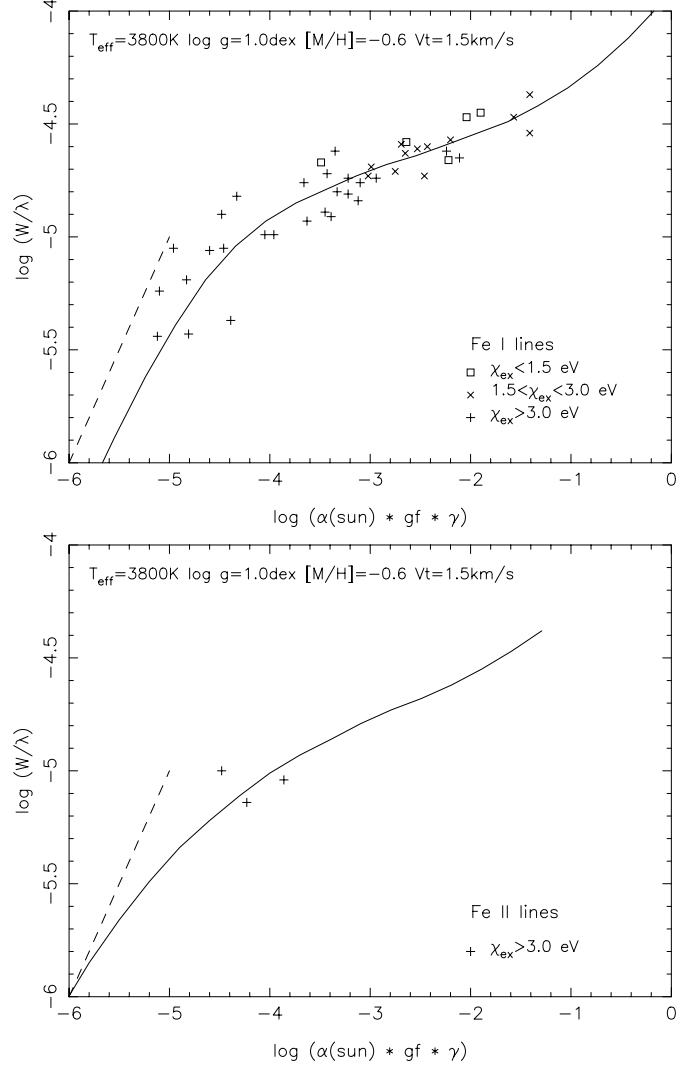 T_eff=3800K log g=1.0dex [M/H]=−0.6 Vt=1.5km/s
−4
−4.5
−5
−5.5
−6
log (W/λ)
Fe I lines
χ_ex<1.5 eV
1.5<χ_ex<3.0 eV
χ_ex>3.0 eV
−6 −5 −4 −3 −2 −1 0
log (α(sun) * gf * γ)
T_eff=3800K log g=1.0dex [M/H]=−0.6 Vt=1.5km/s
−4
−4.5
−5
−5.5
−6
log (W/λ)
Fe II lines
χ_ex>3.0 eV
−6 −5 −4 −3 −2 −1 0
log (α(sun) * gf * γ)